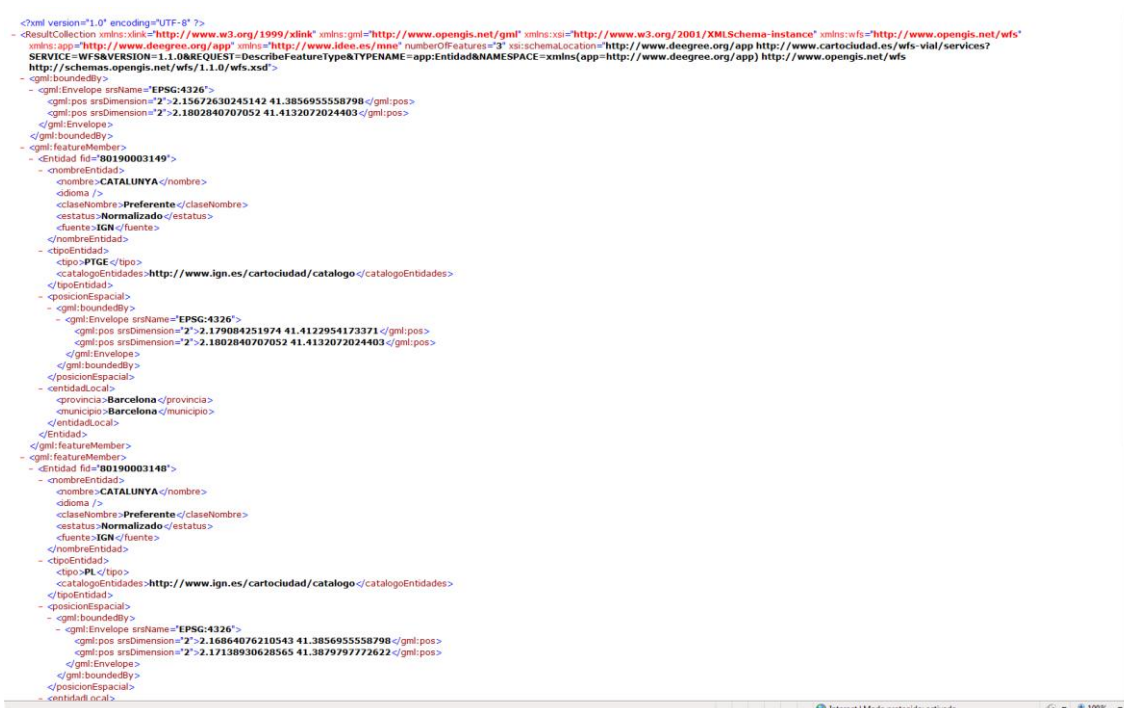 <?xml version="1.0" encoding="UTF-8" ?>
- <ResultCollection xmlns:xlink="http://www.w3.org/1999/xlink" xmlns:gml="http://www.opengis.net/gml" xmlns:xsi="http://www.w3.org/2001/XMLSchema-instance" xmlns:wfs="http://www.opengis.net/wfs"
xmlns:app="http://www.deegree.org/app" xmlns="http://www.idee.es/mne" numberOfFeatures="3" xsi:schemaLocation="http://www.deegree.org/app http://www.cartociudad.es/wfs-vial/services?
SERVICE=WFS&VERSION=1.1.0&REQUEST=DescribeFeatureType&TYPENAME=app:Entidad&NAMESPACE=xmlns(app=http://www.deegree.org/app) http://www.opengis.net/wfs
http://schemas.opengis.net/wfs/1.1.0/wfs.xsd">
- <gml:boundedBy>
- <gml:Envelope srsName="EPSG:4326">
<gml:pos srsDimension="2">2.15672630245142 41.3856955558798</gml:pos>
<gml:pos srsDimension="2">2.1802840707052 41.4132072024403</gml:pos>
</gml:Envelope>
</gml:boundedBy>
- <gml:featureMember>
- <Entidad fid="80190003149">
- <nombreEntidad>
<nombre>CATALUNYA</nombre>
<idioma />
<claseNombre>Preferente</claseNombre>
<estatus>Normalizado</estatus>
<fuente>IGN</fuente>
</nombreEntidad>
- <tipoEntidad>
<tipo>PTGE</tipo>
<catalogoEntidades>http://www.ign.es/cartociudad/catalogo</catalogoEntidades>
</tipoEntidad>
- <posicionEspacial>
- <gml:boundedBy>
- <gml:Envelope srsName="EPSG:4326">
<gml:pos srsDimension="2">2.179084251974 41.4122954173371</gml:pos>
<gml:pos srsDimension="2">2.1802840707052 41.4132072024403</gml:pos>
</gml:Envelope>
</gml:boundedBy>
</posicionEspacial>
- <entidadLocal>
<provincia>Barcelona</provincia>
<municipio>Barcelona</municipio>
</entidadLocal>
</Entidad>
</gml:featureMember>
- <gml:featureMember>
- <Entidad fid="80190003148">
- <nombreEntidad>
<nombre>CATALUNYA</nombre>
<idioma />
<claseNombre>Preferente</claseNombre>
<estatus>Normalizado</estatus>
<fuente>IGN</fuente>
</nombreEntidad>
- <tipoEntidad>
<tipo>PL</tipo>
<catalogoEntidades>http://www.ign.es/cartociudad/catalogo</catalogoEntidades>
</tipoEntidad>
- <posicionEspacial>
- <gml:boundedBy>
- <gml:Envelope srsName="EPSG:4326">
<gml:pos srsDimension="2">2.16864076210543 41.3856955558798</gml:pos>
<gml:pos srsDimension="2">2.17138930628565 41.3879797772622</gml:pos>
</gml:Envelope>
</gml:boundedBy>
</posicionEspacial>
- <entidadLocal>
Internet | Modo protegido: activado 100%